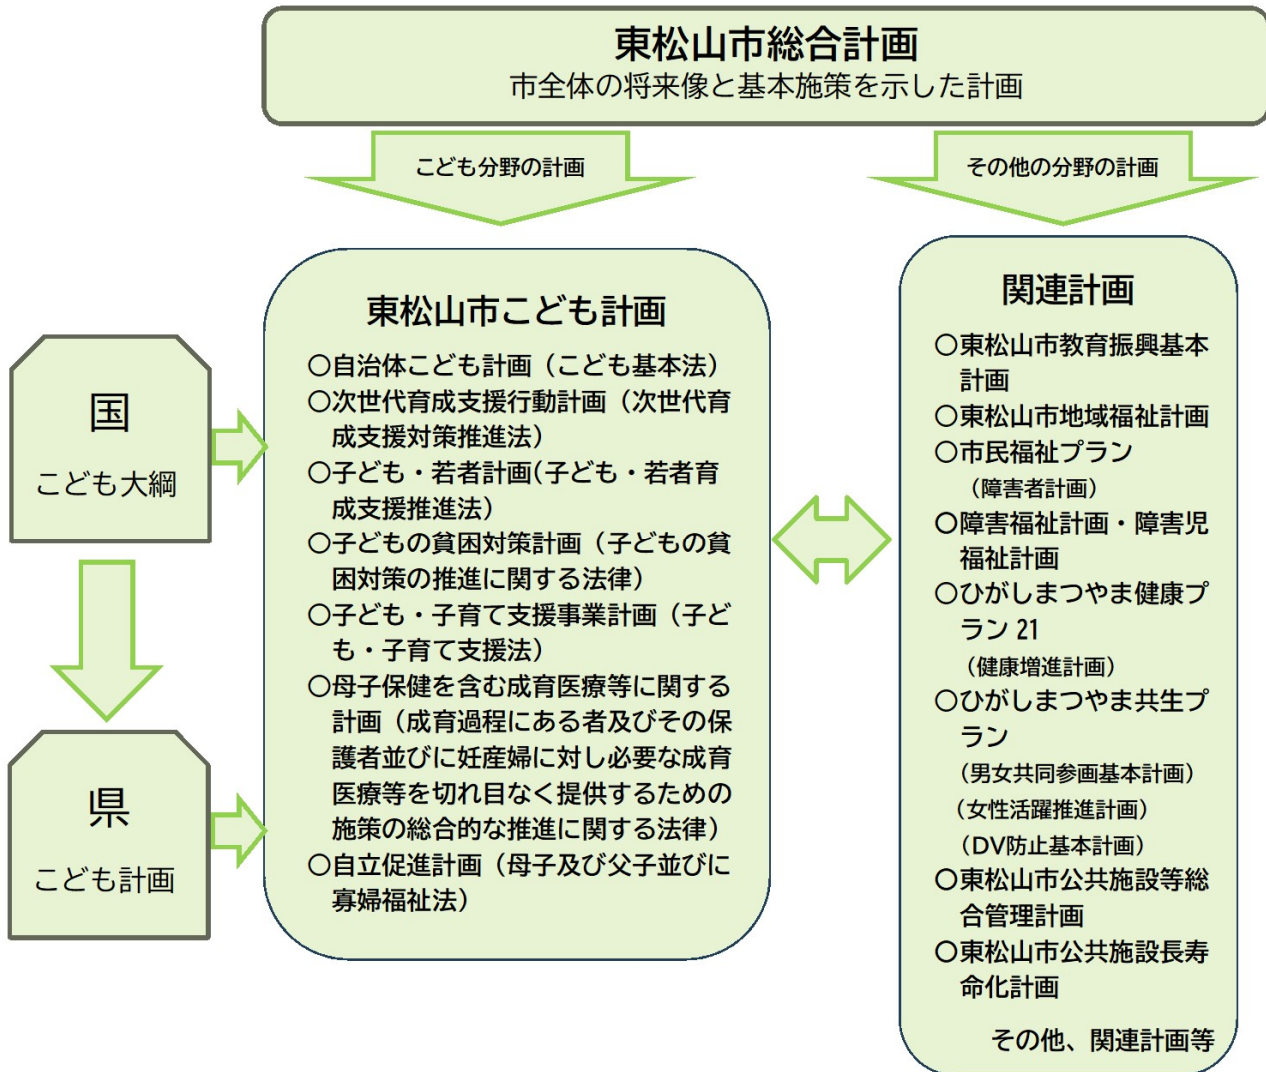 東松山市総合計画
市全体の将来像と基本施策を示した計画
こども分野の計画
その他の分野の計画
国
こども大綱
県
こども計画
東松山市こども計画
○自治体こども計画（こども基本法）
○次世代育成支援行動計画（次世代育
成支援対策推進法）
○子ども・若者計画(子ども・若者育
成支援推進法）
○子どもの貧困対策計画（子どもの貧
困対策の推進に関する法律）
○子ども・子育て支援事業計画（子ど
も・子育て支援法）
○母子保健を含む成育医療等に関する
計画（成育過程にある者及びその保
護者並びに妊産婦に対し必要な成育
医療等を切れ目なく提供するための
施策の総合的な推進に関する法律）
○自立促進計画（母子及び父子並びに
寡婦福祉法）
関連計画
○東松山市教育振興基本
計画
○東松山市地域福祉計画
○市民福祉プラン
（障害者計画）
○障害福祉計画・障害児
福祉計画
○ひがしまつやま健康プ
ラン 21
（健康増進計画）
○ひがしまつやま共生プ
ラン
（男女共同参画基本計画）
（女性活躍推進計画）
（DV防止基本計画）
○東松山市公共施設等総
合管理計画
○東松山市公共施設長寿
命化計画
その他、関連計画等